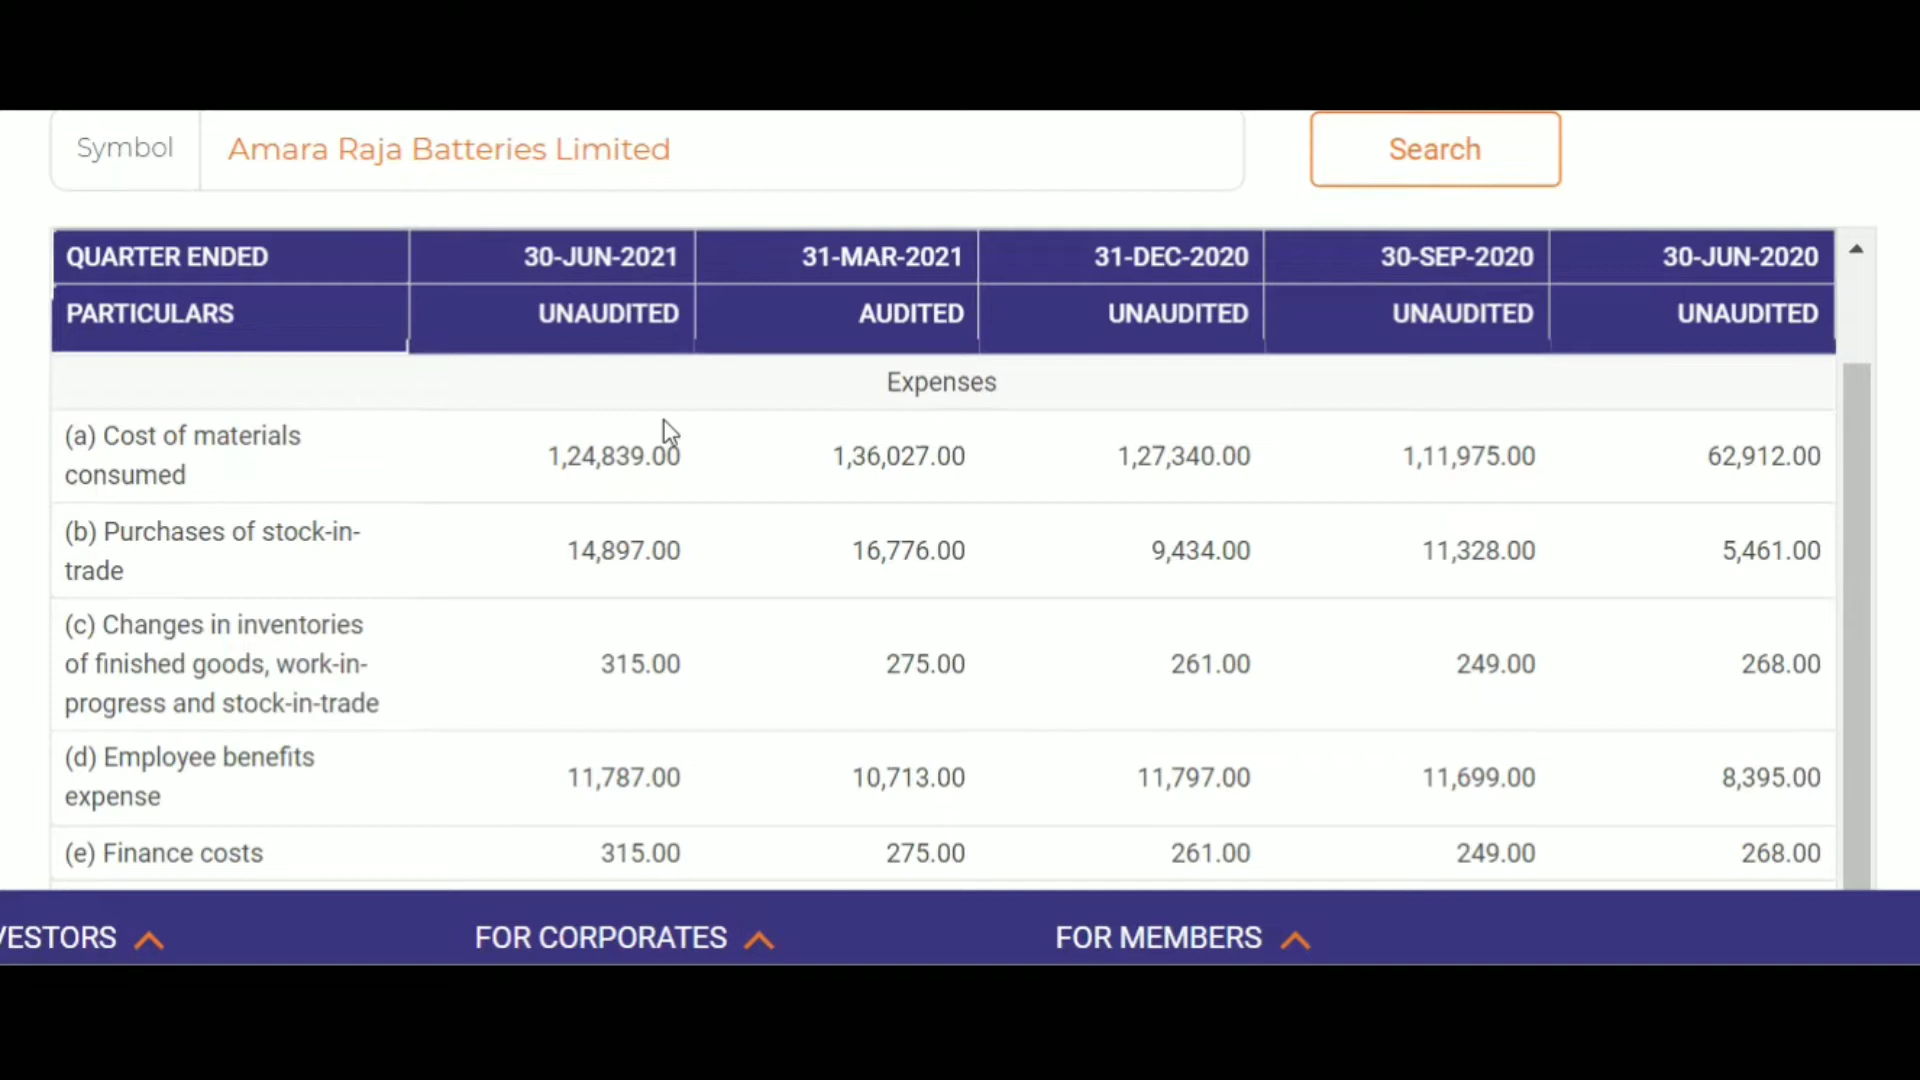 Symbol Amara Raja Batteries Limited Search
QUARTER ENDED 30-JUN-2021 31-MAR-2021 31-DEC-2020 30-SEP-2020 30-JUN-2020
PARTICULARS UNAUDITED AUDITED UNAUDITED UNAUDITED UNAUDITED
Expenses
(a) Cost of materials
consumed 1,24,839.00 1,36,027.00 1,27,340.00 1,11,975.00 62,912.00
(b) Purchases of stock-in-
trade 14,897.00 16,776.00 9,434.00 11,328.00 5,461.00
(c) Changes in inventories
of finished goods, work-in- 315.00 275.00 261.00 249.00 268.00
progress and stock-in-trade
(d) Employee benefits
expense 11,787.00 10,713.00 11,797.00 11,699.00 8,395.00
(e) Finance costs 315.00 275.00 261.00 249.00 268.00
VESTORS FOR CORPORATES FOR MEMBERS